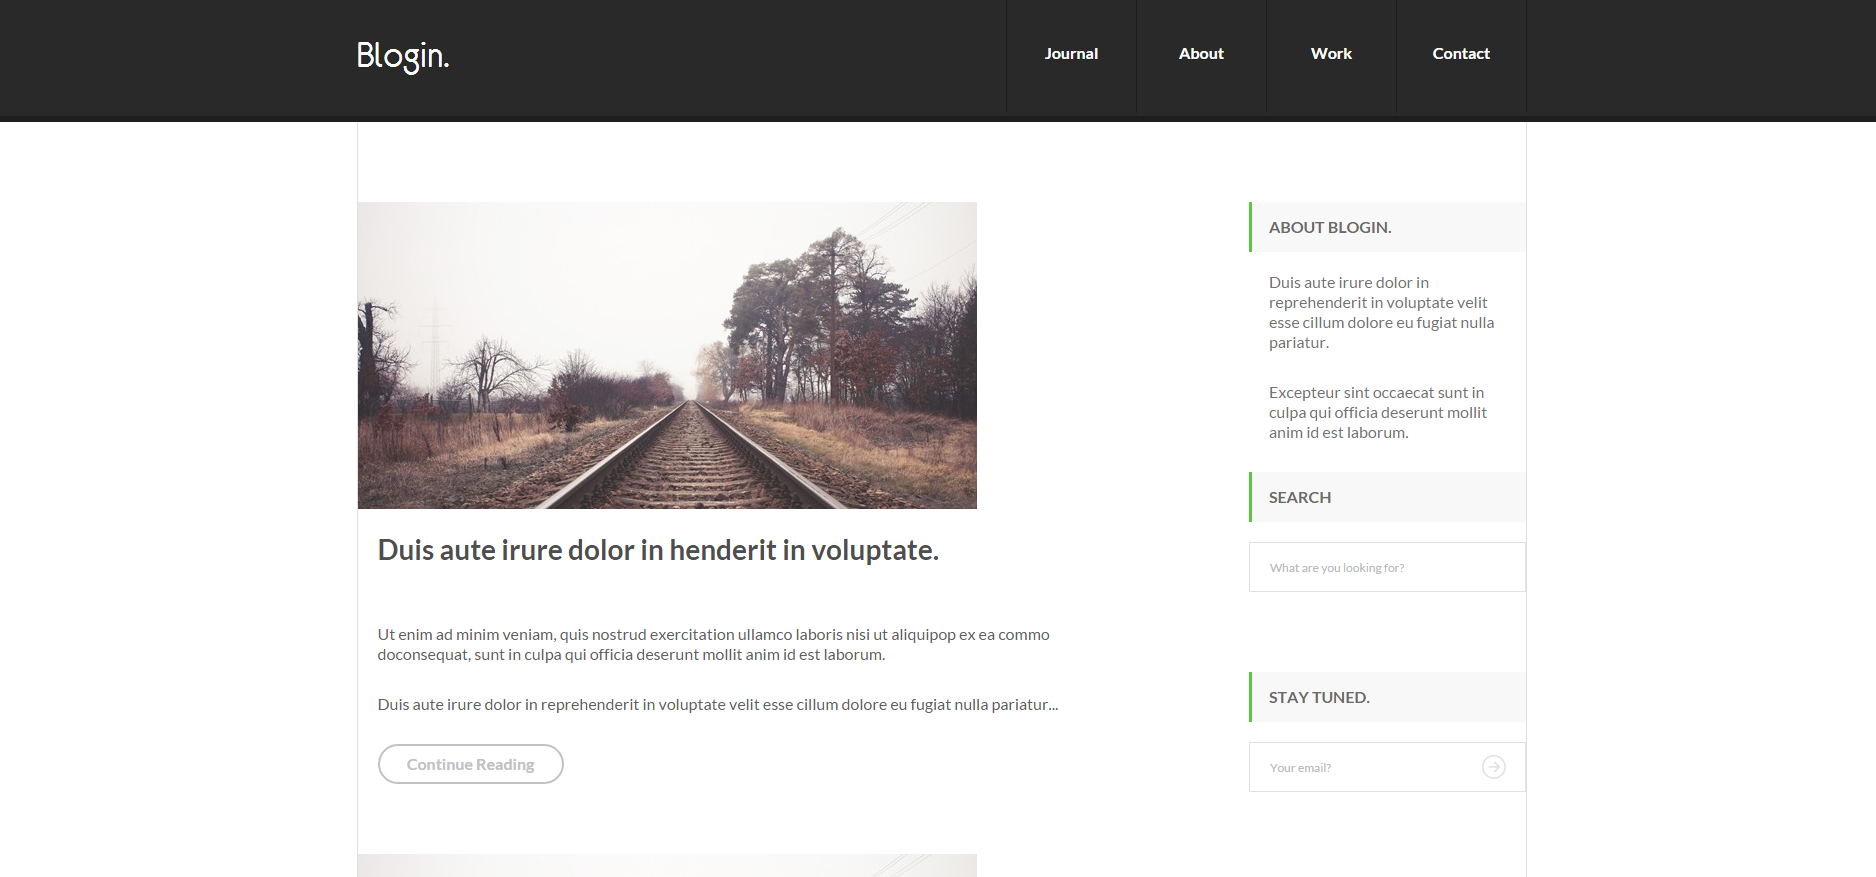 Blogin.
Journal
About
Work
Contact
Duis aute irure dolor in henderit in voluptate.
Ut enim ad minim veniam, quis nostrud exercitation ullamco laboris nisi ut aliquipop ex ea commo
doconsequat, sunt in culpa qui officia deserunt mollit anim id est laborum.
Duis aute irure dolor in reprehenderit in voluptate velit esse cillum dolore eu fugiat nulla pariatur...
Continue Reading
ABOUT BLOGIN.
Duis aute irure dolor in
reprehenderit in voluptate velit
esse cillum dolore eu fugiat nulla
pariatur.
Excepteur sint occaecat sunt in
culpa qui officia deserunt mollit
anim id est laborum.
SEARCH
What are you looking for?
STAY TUNED.
Your email?